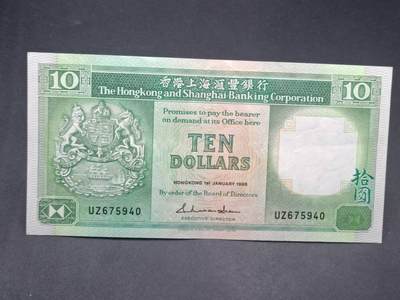 香港上海滙豐銀行
10 The Hongkong and Shanghai Banking Corporation 10
Promises to pay the bearer
on demand at its Office here
TEN
DOLLARS
HONGKONG 1ST JANUARY
By order of the Board of Directors
拾圓
UZ675940 UZ675940
EXECUTIVE DIRECTOR